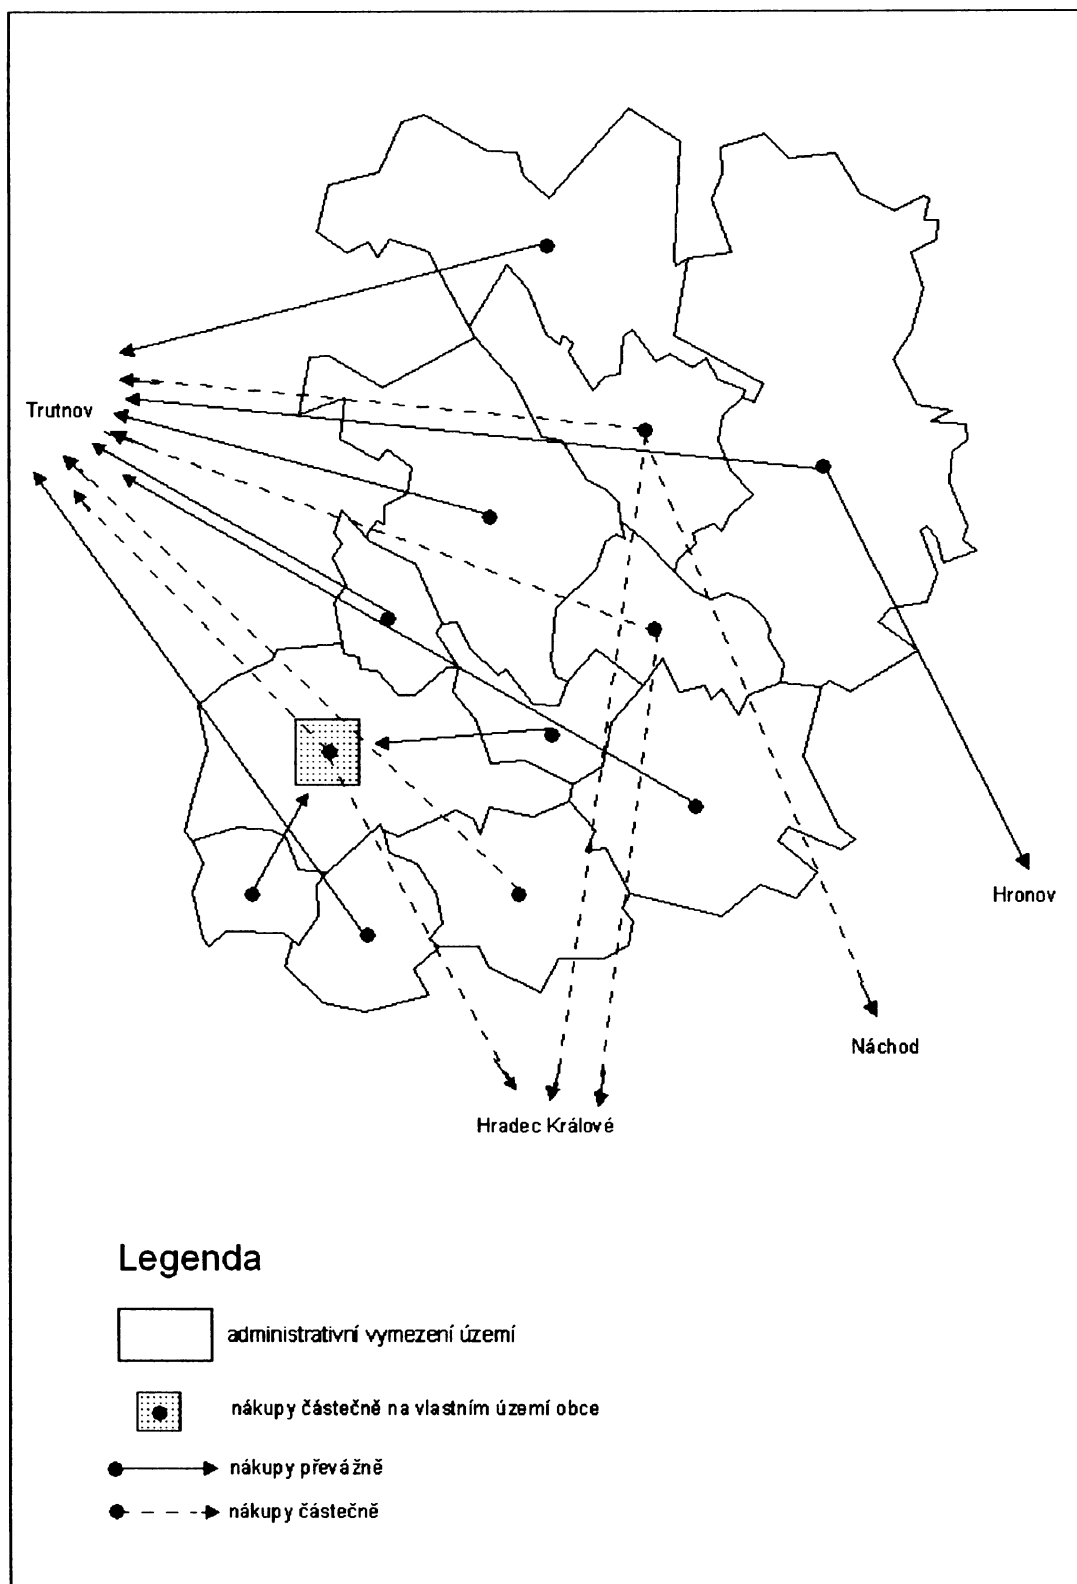 Trutnov
Hronov
Náchod
Hradec Králové
Legenda
administrativní vymezení území
nákupy částečně na vlastním území obce
nákupy převážně
nákupy částečně